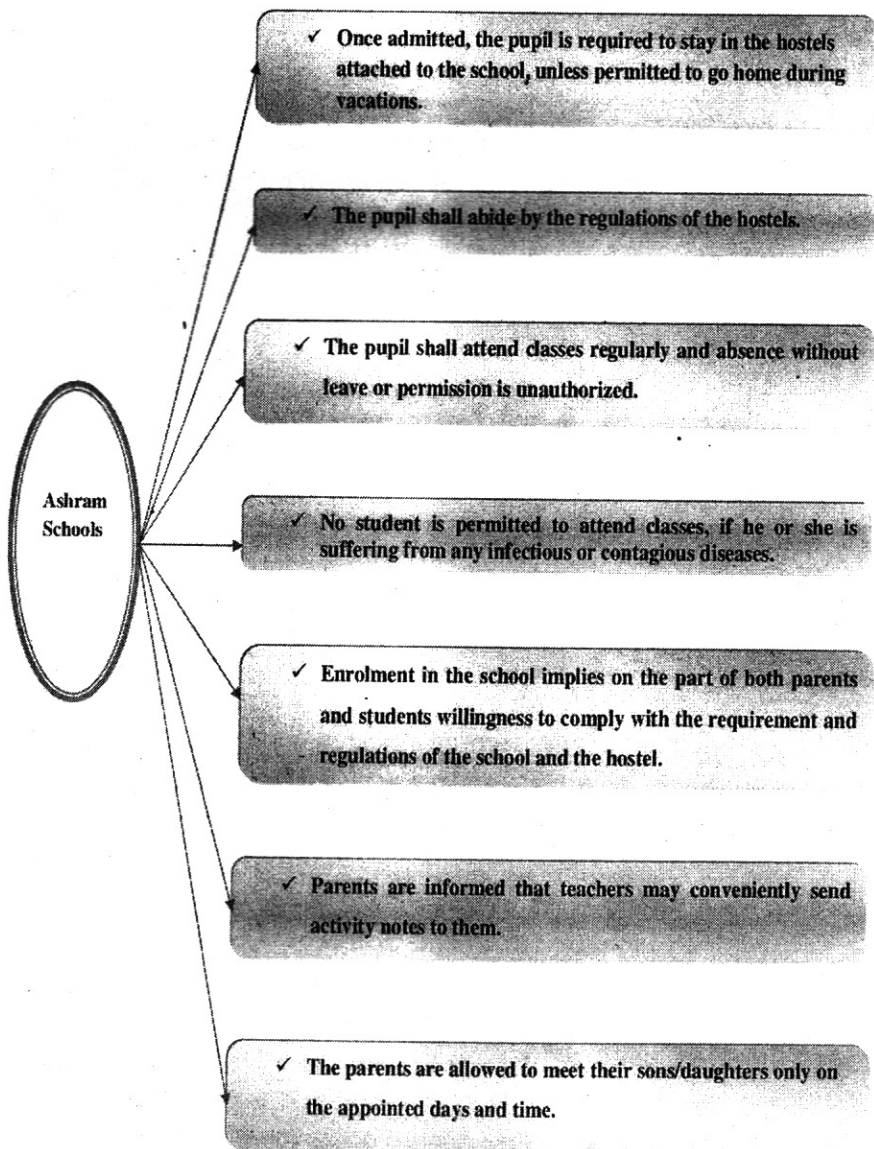 ✓ Once admitted, the pupil is required to stay in the hostels
attached to the school, unless permitted to go home during
vacations.
✓ The pupil shall abide by the regulations of the hostels.
✓ The pupil shall attend classes regularly and absence without
leave or permission is unauthorized.
Ashram
Schools
✓ No student is permitted to attend classes, if he or she is
suffering from any infectious or contagious diseases.
✓ Enrolment in the school implies on the part of both parents
and students willingness to comply with the requirement and
regulations of the school and the hostel.
✓ Parents are informed that teachers may conveniently send
activity notes to them.
✓ The parents are allowed to meet their sons/daughters only on
the appointed days and time.